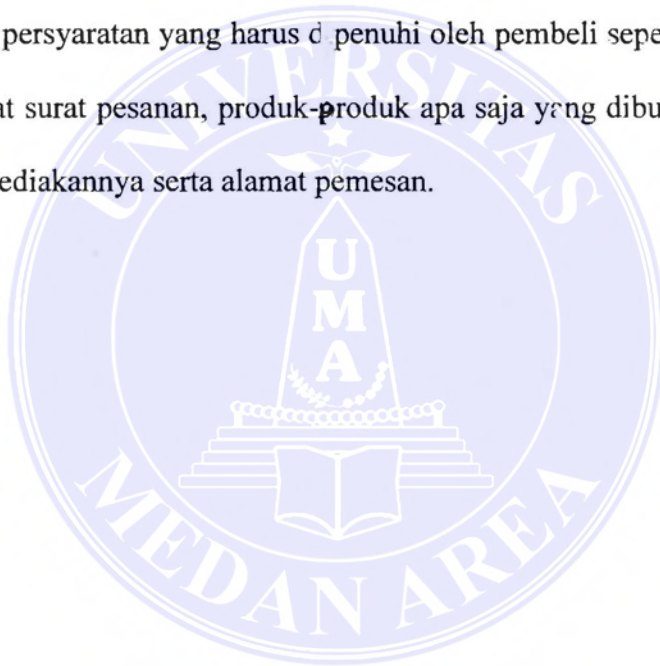 persyaratan yang harus d penuhi oleh pembeli sepe
at surat pesanan, produk-produk apa saja yang dibu
ediakannya serta alamat pemesan.
UNIVERSITAS
U
M
A
MEDAN AREA